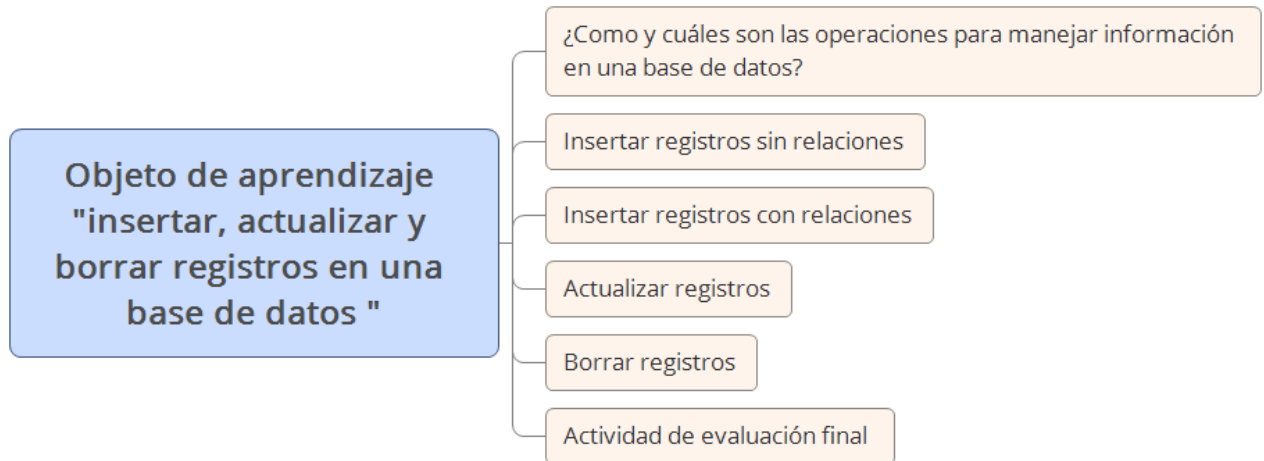 Objeto de aprendizaje
"insertar, actualizar y
borrar registros en una
base de datos "
¿Como y cuáles son las operaciones para manejar información
en una base de datos?
Insertar registros sin relaciones
Insertar registros con relaciones
Actualizar registros
Borrar registros
Actividad de evaluación final